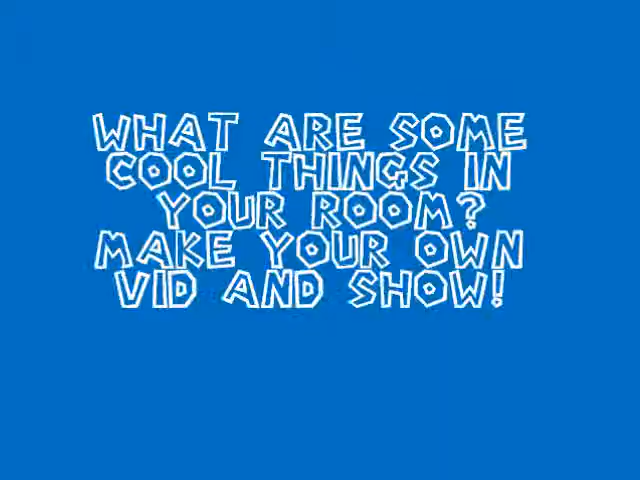 WHAT ARE SOME
COOL THINGS IN
YOUR ROOM?
MAKE YOUR OWN
VID AND SHOW!